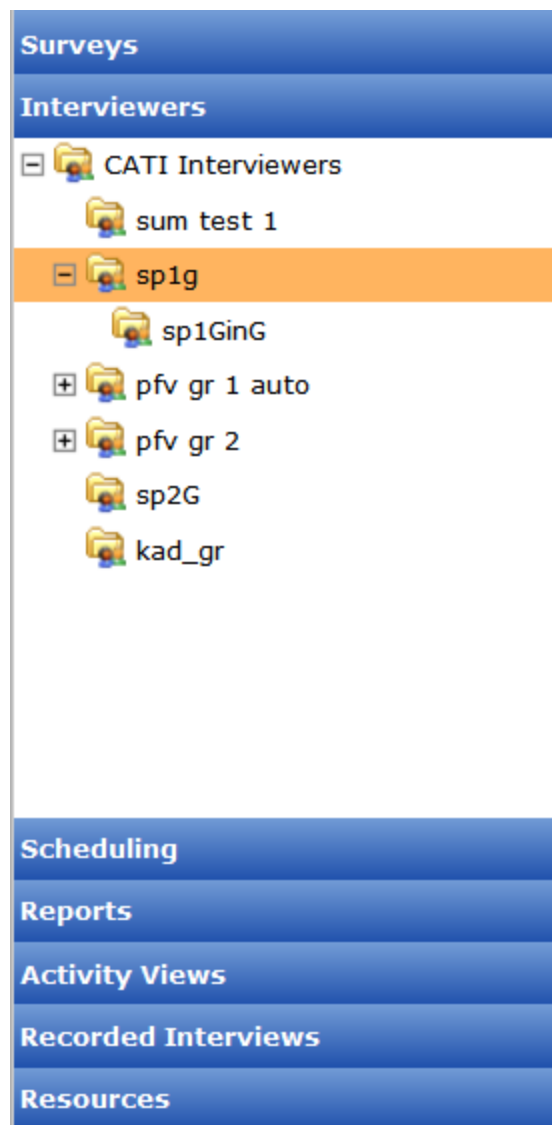 Surveys
Interviewers
CATI Interviewers
sum test 1
sp1g
sp1GinG
pfv gr 1 auto
pfv gr 2
sp2G
kad_gr
Scheduling
Reports
Activity Views
Recorded Interviews
Resources